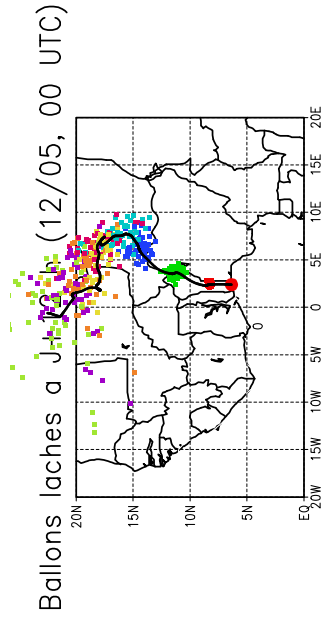 Ballons laches a J (12/05, 00 UTC)
20N
15N
10N
5N
EQ
20W 15W 10W 5W 0 5E 10E 15E 20E